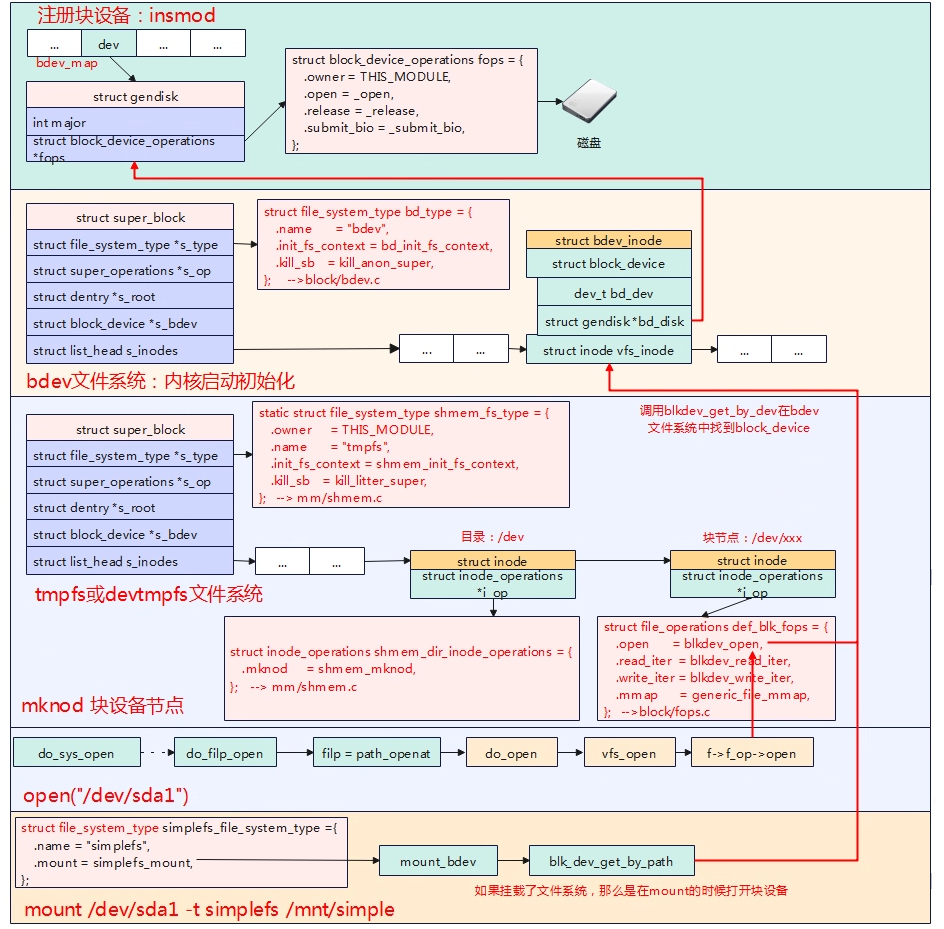 注册块设备：insmod
...
dev
...
...
bdev_map
struct gendisk
int major
struct block_device_operations
*fops
struct block_device_operations fops = {
.owner = THIS_MODULE,
.open = _open,
.release = _release,
.submit_bio = _submit_bio,
};
磁盘
struct super_block
struct file_system_type *s_type
struct super_operations *s_op
struct dentry *s_root
struct block_device *s_bdev
struct list_head s_inodes
struct file_system_type bd_type = {
.name = "bdev",
.init_fs_context = bd_init_fs_context,
.kill_sb = kill_anon_super,
}; -->block/bdev.c
struct bdev_inode
struct block_device
dev_t bd_dev
struct gendisk *bd_disk
struct inode vfs_inode
...
...
...
...
bdev文件系统：内核启动初始化
struct super_block
struct file_system_type *s_type
struct super_operations *s_op
struct dentry *s_root
struct block_device *s_bdev
struct list_head s_inodes
static struct file_system_type shmem_fs_type = {
.owner = THIS_MODULE,
.name = "tmpfs",
.init_fs_context = shmem_init_fs_context,
.kill_sb = kill_litter_super,
}; --> mm/shmem.c
调用blkdev_get_by_dev在bdev
文件系统中找到block_device
...
...
目录：/dev
struct inode
struct inode_operations
*i_op
块节点：/dev/xxx
struct inode
struct inode_operations
*i_op
tmpfs或devtmpfs文件系统
struct inode_operations shmem_dir_inode_operations = {
.mknod = shmem_mknod,
}; --> mm/shmem.c
struct file_operations def_blk_fops = {
.open = blkdev_open,
.read_iter = blkdev_read_iter,
.write_iter = blkdev_write_iter,
.mmap = generic_file_mmap,
}; -->block/fops.c
mknod 块设备节点
do_sys_open
do_filp_open
filp = path_openat
do_open
vfs_open
f->f_op->open
open("/dev/sda1")
struct file_system_type simplefs_file_system_type ={
.name = "simplefs",
.mount = simplefs_mount,
};
mount_bdev
blk_dev_get_by_path
如果挂载了文件系统，那么是在mount的时候打开块设备
mount /dev/sda1 -t simplefs /mnt/simple